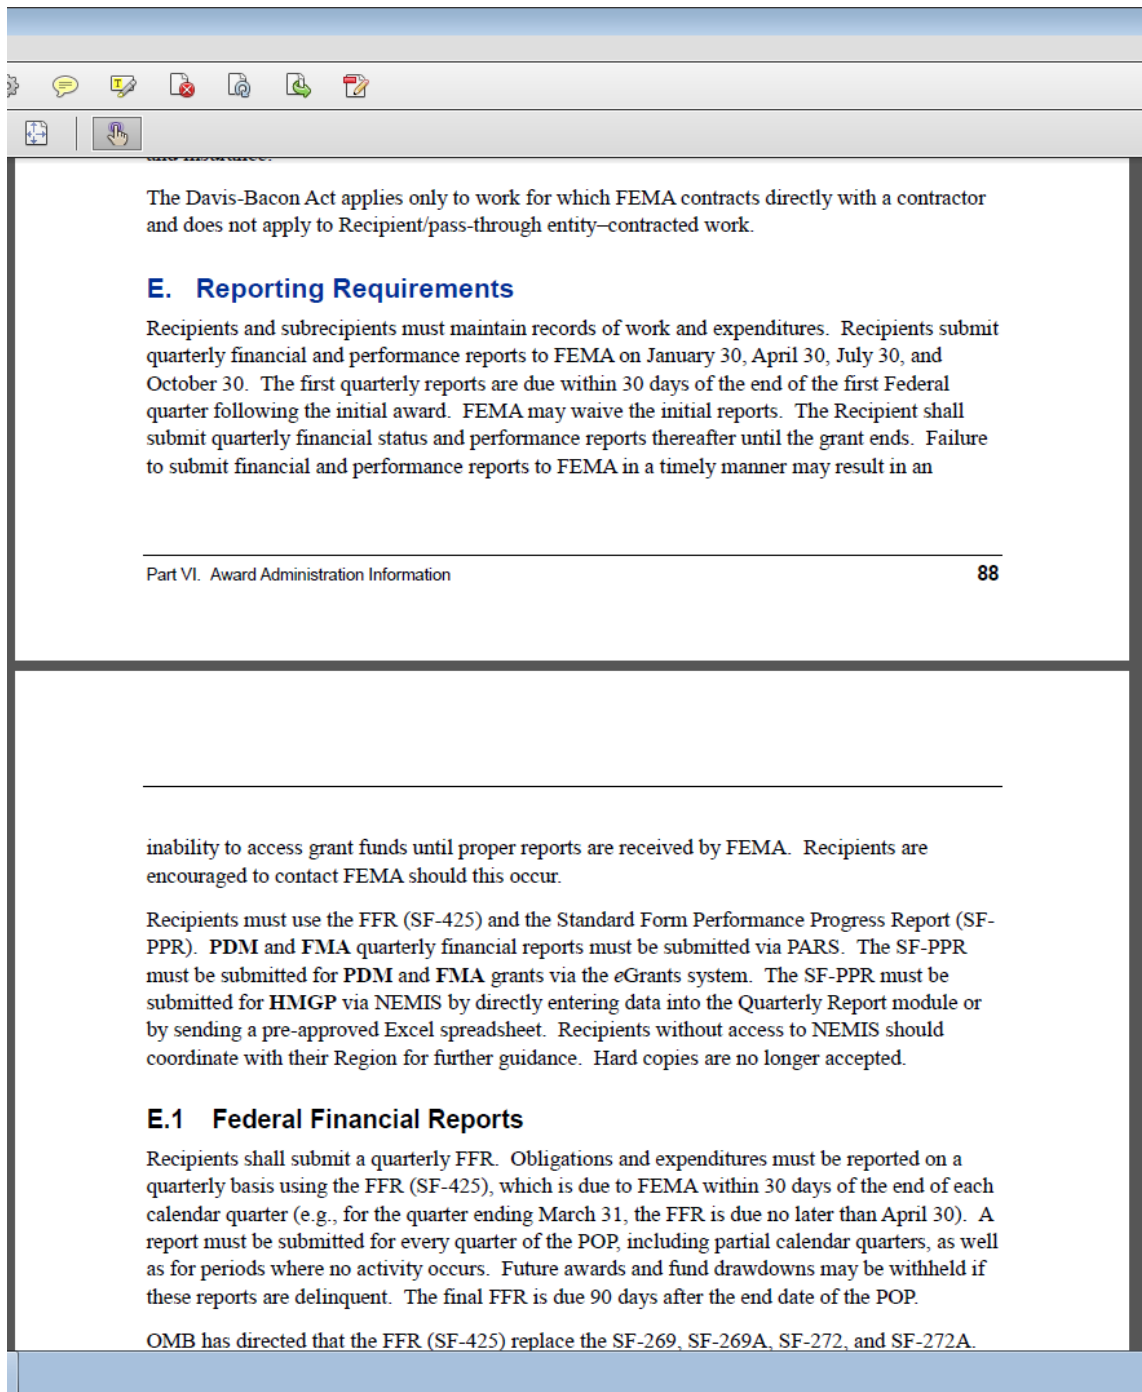 and insurance.
The Davis-Bacon Act applies only to work for which FEMA contracts directly with a contractor
and does not apply to Recipient/pass-through entity–contracted work.
E. Reporting Requirements
Recipients and subrecipients must maintain records of work and expenditures. Recipients submit
quarterly financial and performance reports to FEMA on January 30, April 30, July 30, and
October 30. The first quarterly reports are due within 30 days of the end of the first Federal
quarter following the initial award. FEMA may waive the initial reports. The Recipient shall
submit quarterly financial status and performance reports thereafter until the grant ends. Failure
to submit financial and performance reports to FEMA in a timely manner may result in an
Part VI. Award Administration Information 88
inability to access grant funds until proper reports are received by FEMA. Recipients are
encouraged to contact FEMA should this occur.
Recipients must use the FFR (SF-425) and the Standard Form Performance Progress Report (SF-
PPR). PDM and FMA quarterly financial reports must be submitted via PARS. The SF-PPR
must be submitted for PDM and FMA grants via the eGrants system. The SF-PPR must be
submitted for HMGP via NEMIS by directly entering data into the Quarterly Report module or
by sending a pre-approved Excel spreadsheet. Recipients without access to NEMIS should
coordinate with their Region for further guidance. Hard copies are no longer accepted.
E.1 Federal Financial Reports
Recipients shall submit a quarterly FFR. Obligations and expenditures must be reported on a
quarterly basis using the FFR (SF-425), which is due to FEMA within 30 days of the end of each
calendar quarter (e.g., for the quarter ending March 31, the FFR is due no later than April 30). A
report must be submitted for every quarter of the POP, including partial calendar quarters, as well
as for periods where no activity occurs. Future awards and fund drawdowns may be withheld if
these reports are delinquent. The final FFR is due 90 days after the end date of the POP.
OMB has directed that the FFR (SF-425) replace the SF-269, SF-269A, SF-272, and SF-272A.